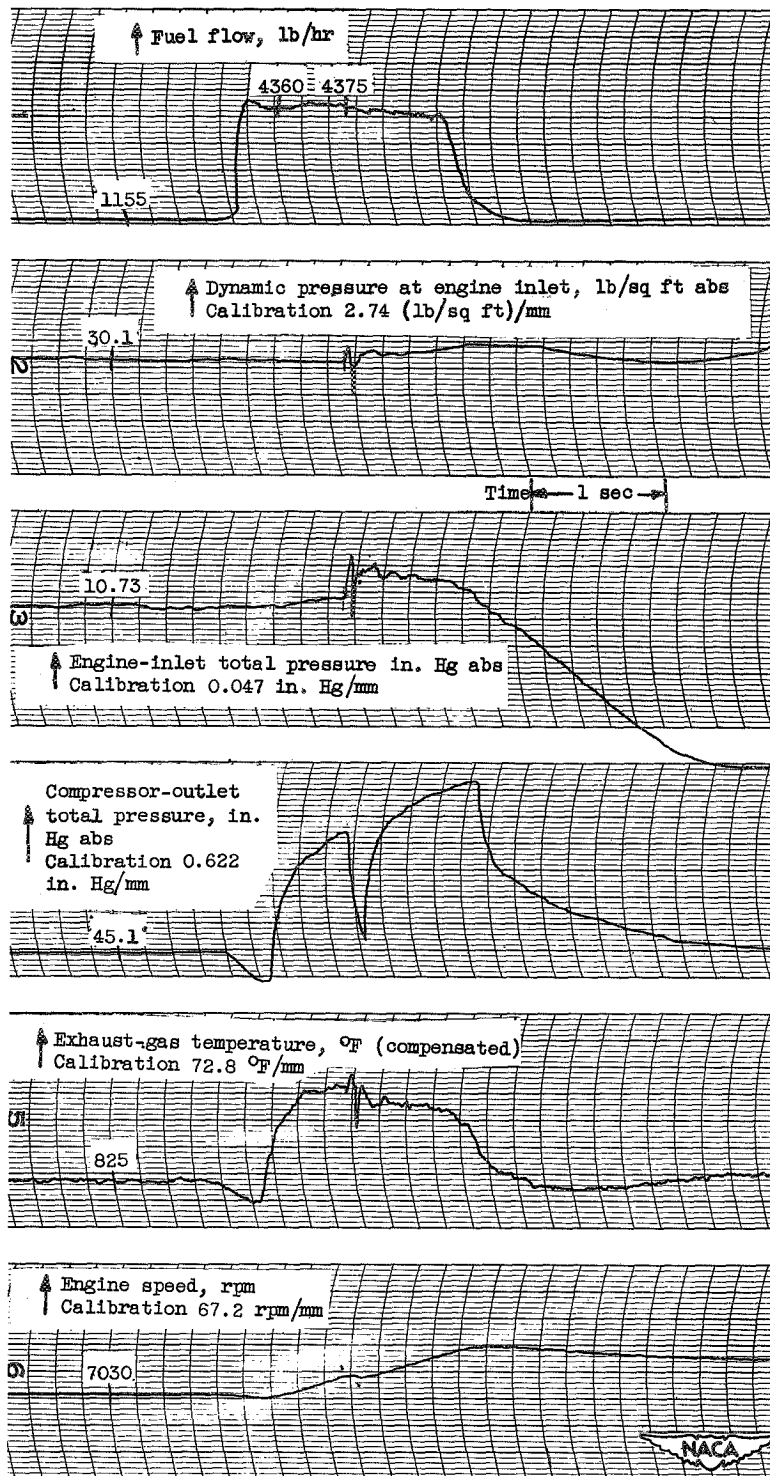 Fuel flow, lb/hr
4360 4375
1
1155
Dynamic pressure at engine inlet, lb/sq ft abs
Calibration 2.74 (lb/sq ft)/mm
30.1
2
Time 1 sec
10.73
3
Engine-inlet total pressure in. Hg abs
Calibration 0.047 in. Hg/mm
Compressor-outlet
total pressure, in.
Hg abs
Calibration 0.622
in. Hg/mm
45.1
Exhaust-gas temperature, °F (compensated)
Calibration 72.8 °F/mm
5
825
Engine speed, rpm
Calibration 67.2 rpm/mm
7030
6
NACA